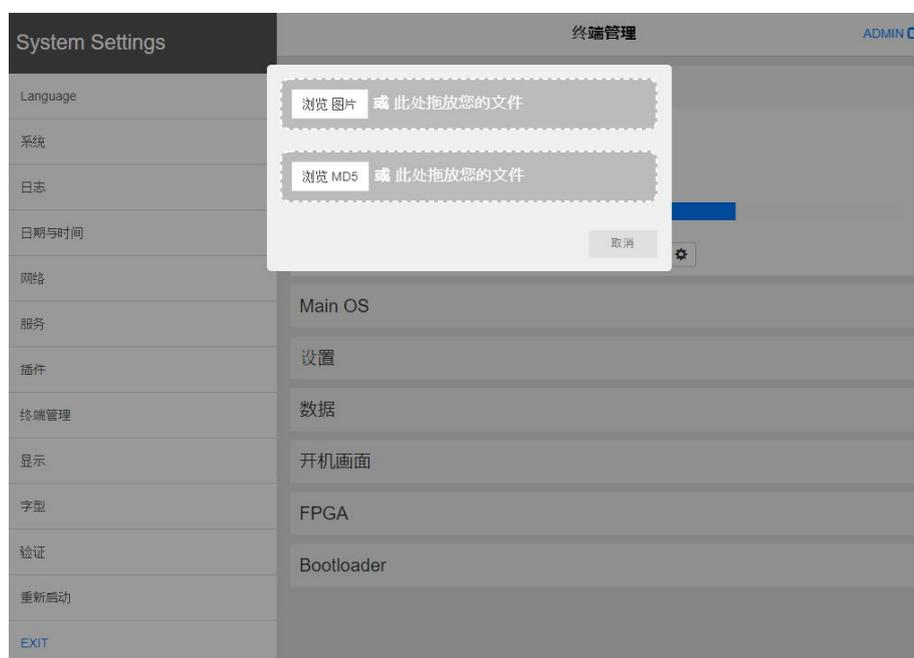 System Settings
终端管理
ADMIN
Language
系统
日志
日期与时间
网络
服务
插件
终端管理
显示
字型
验证
重新启动
EXIT
浏览 图片 或 此处拖放您的文件
浏览 MD5 或 此处拖放您的文件
取消
Main OS
设置
数据
开机画面
FPGA
Bootloader